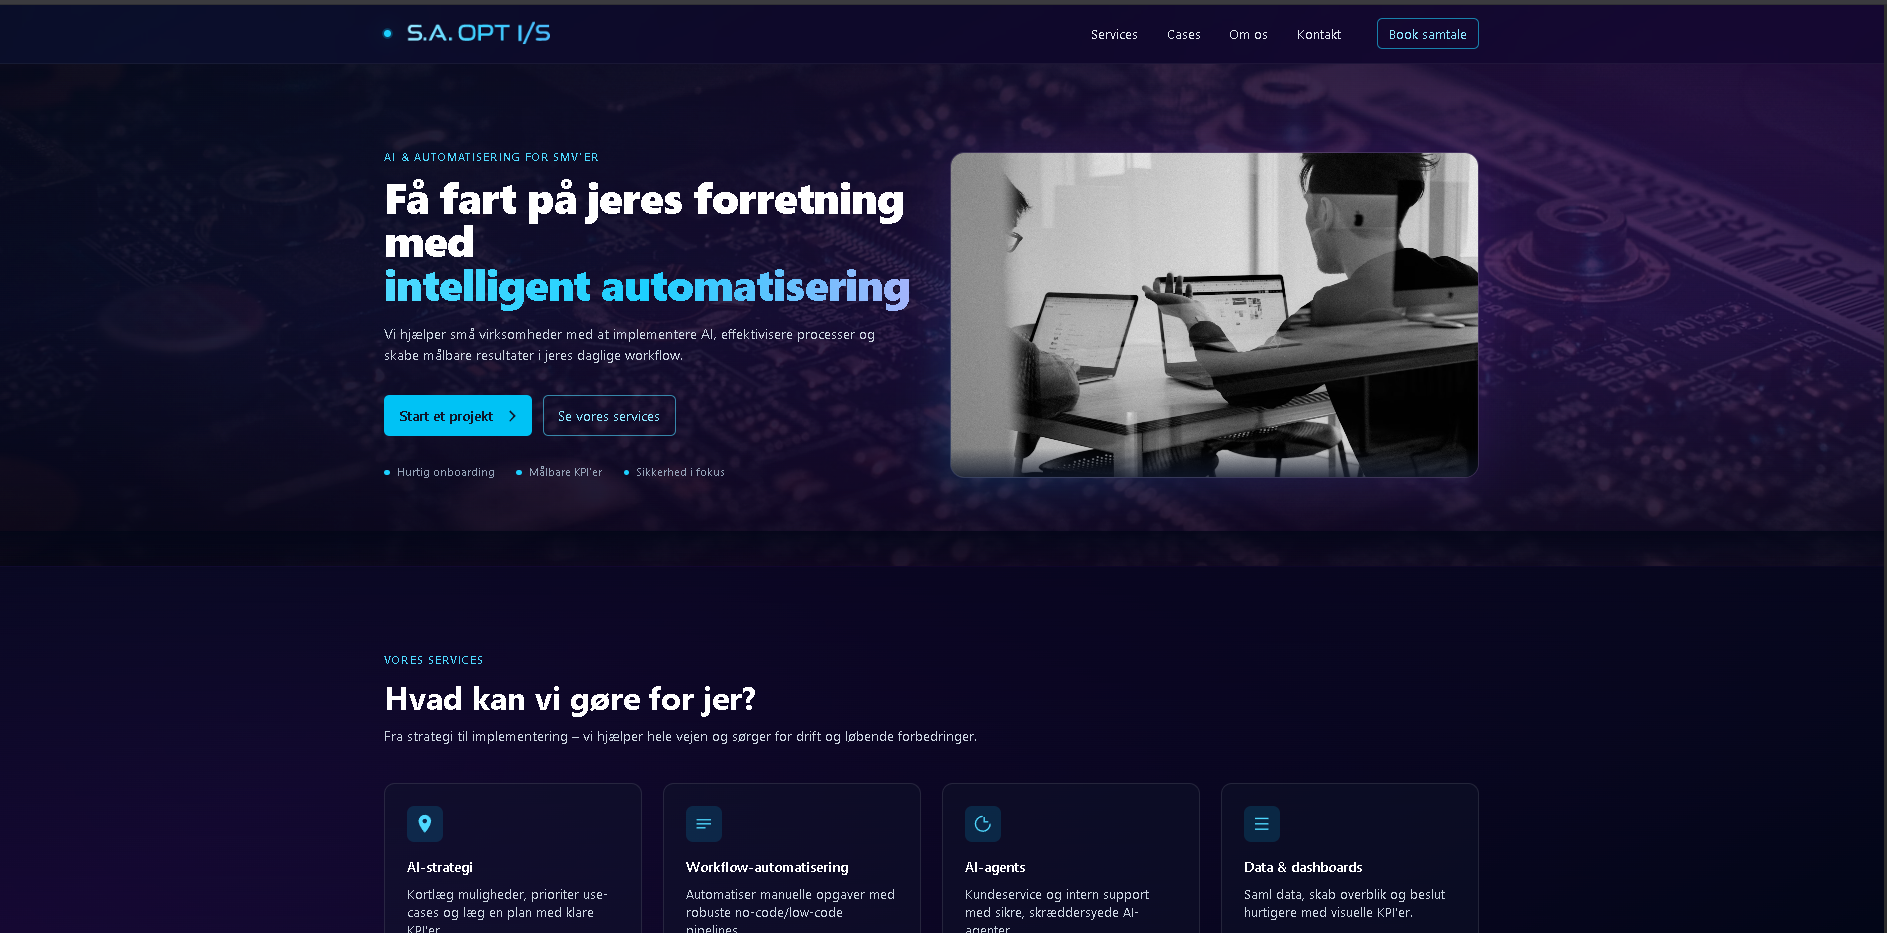 S.A. OPT I/S
Services
Cases
Om os
Kontakt
Book samtale
AI & AUTOMATISERING FOR SMV'ER
Få fart på jeres forretning
med
intelligent automatisering
Vi hjælper små virksomheder med at implementere AI, effektivisere processer og
skabe målbare resultater i jeres daglige workflow.
Start et projekt
Se vores services
Hurtig onboarding
Målbare KPI'er
Sikkerhed i fokus
VORES SERVICES
Hvad kan vi gøre for jer?
Fra strategi til implementering – vi hjælper hele vejen og sørger for drift og løbende forbedringer.
AI-strategi
Kortlæg muligheder, prioriter use-
cases og læg en plan med klare
KPI'er
Workflow-automatisering
Automatiser manuelle opgaver med
robuste no-code/low-code
pipelines
AI-agents
Kundeservice og intern support
med sikre, skræddersyede AI-
agenter
Data & dashboards
Saml data, skab overblik og beslut
hurtigere med visuelle KPI'er.